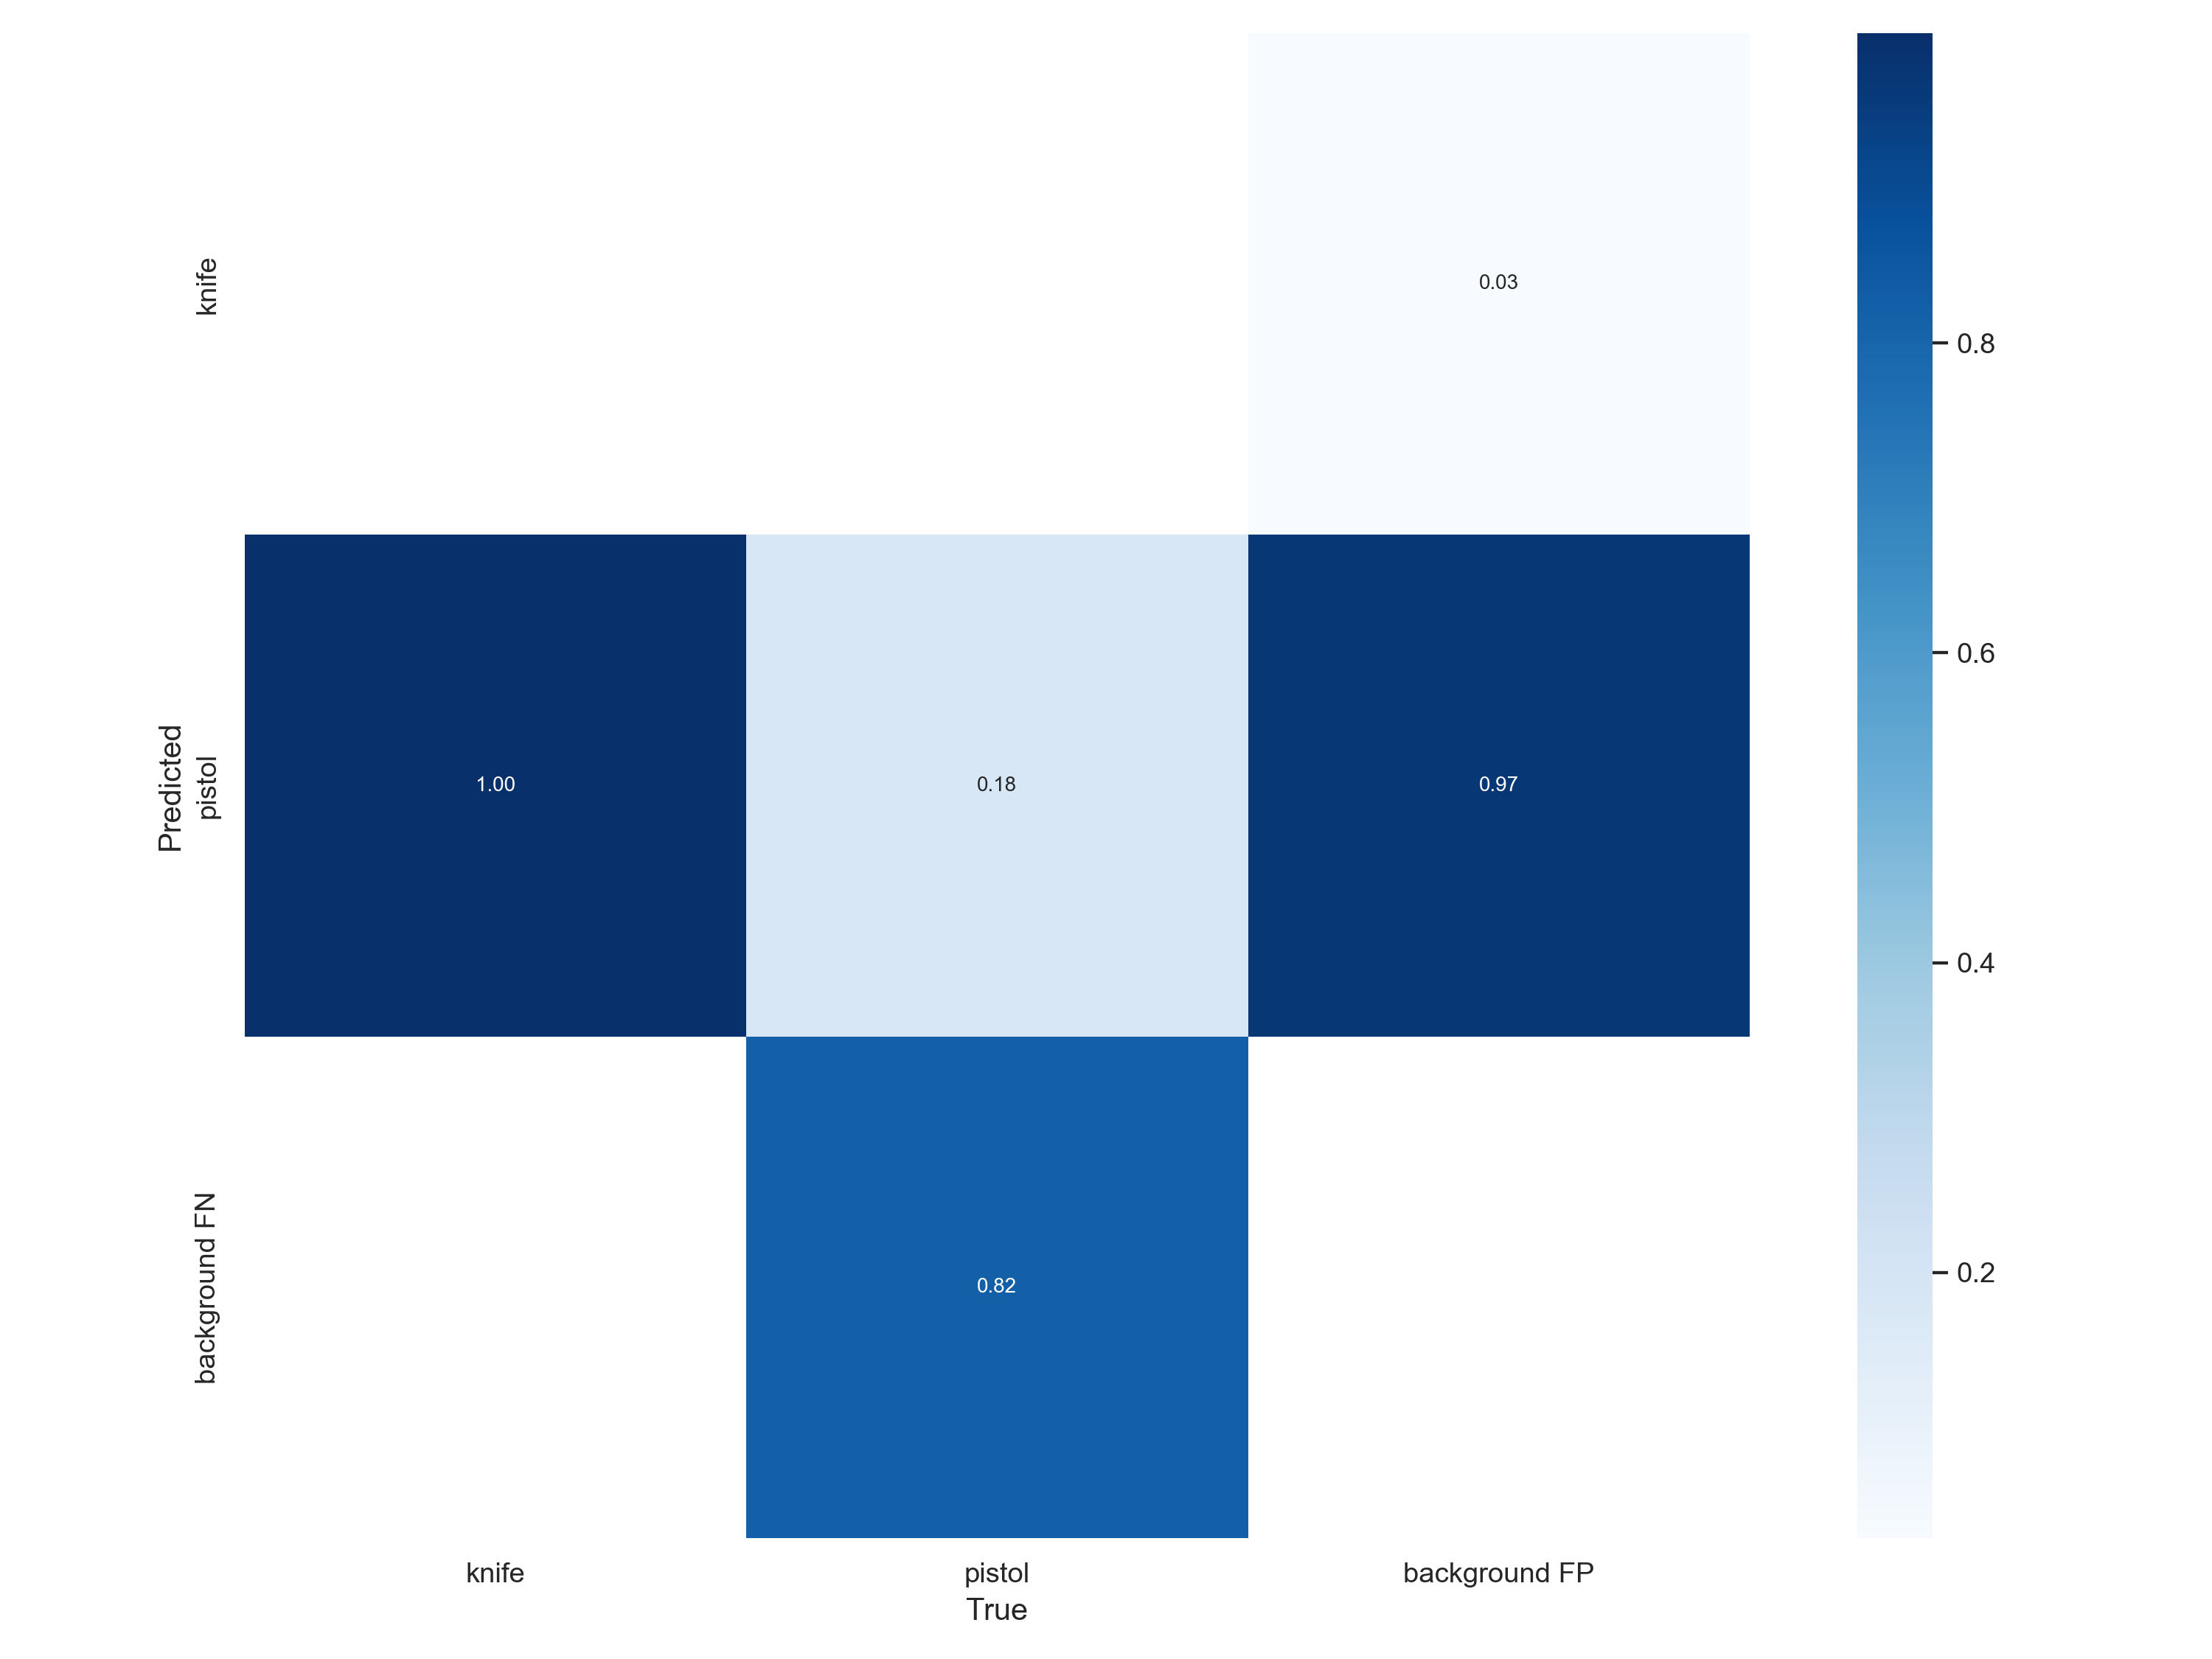 knife
0.03
0.8
0.6
Predicted
pistol
1.00
0.18
0.97
0.4
background FN
0.82
0.2
knife
pistol
background FP
True